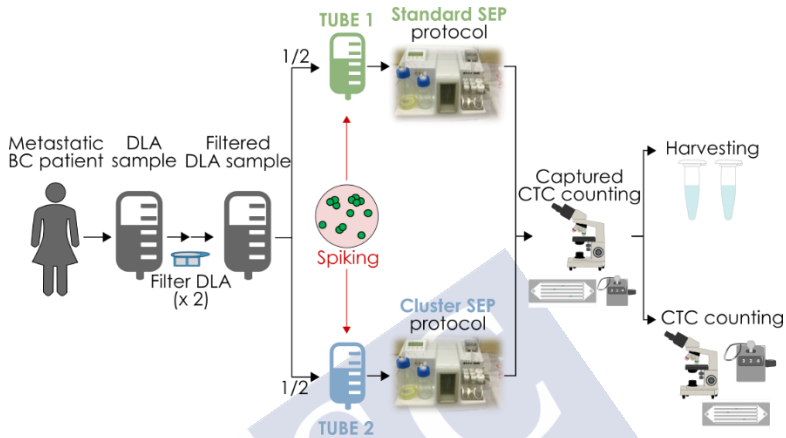 TUBE 1
Standard SEP
protocol
1/2
Metastatic
BC patient
DLA
sample
Filtered
DLA sample
Filter DLA
(x 2)
Spiking
Captured
CTC counting
Harvesting
CTC counting
Cluster SEP
protocol
1/2
TUBE 2